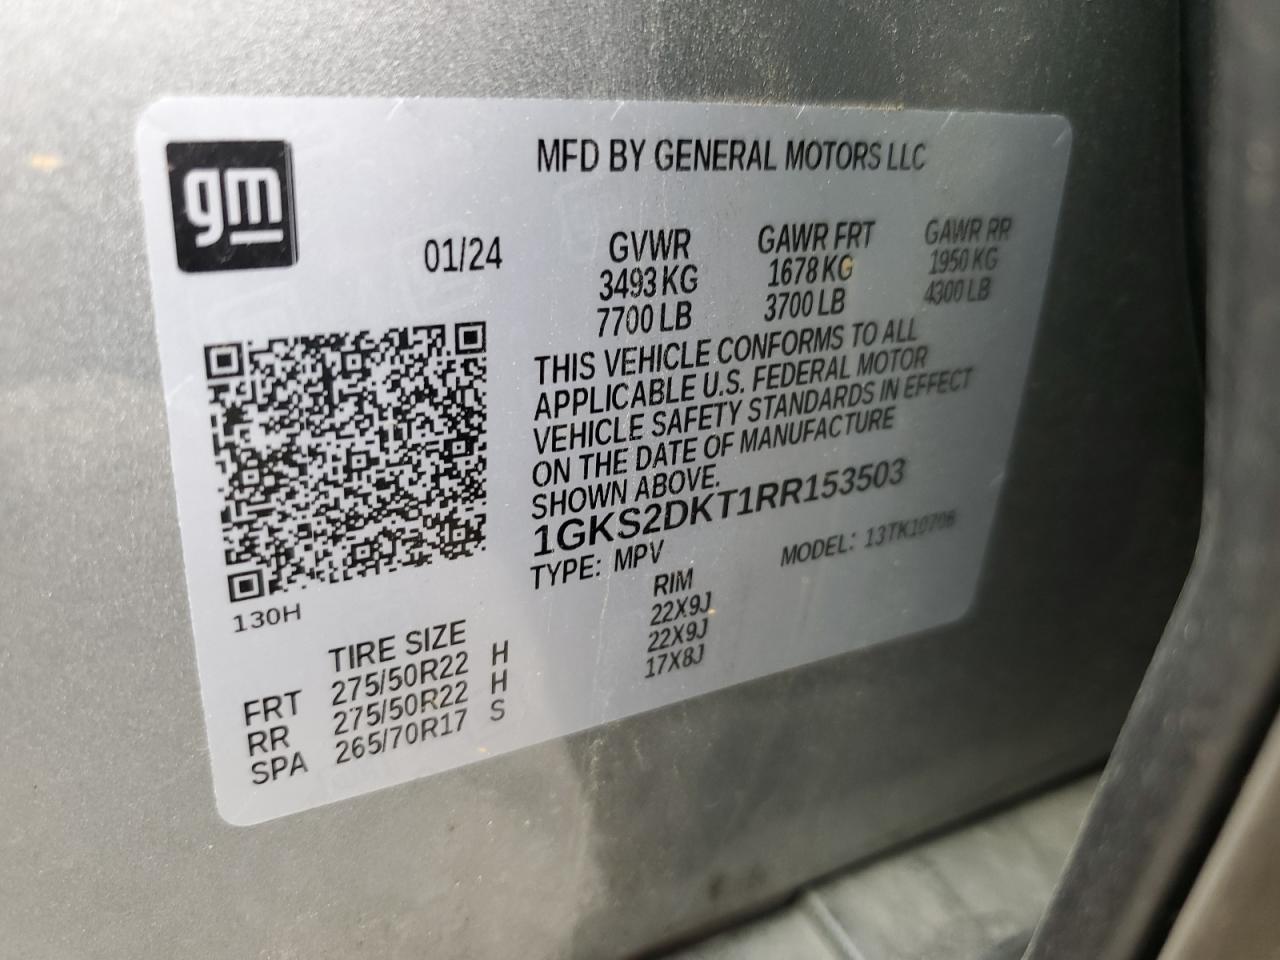 gm
MFD BY GENERAL MOTORS LLC
01/24
GVWR GAWR FRT GAWR RR
3493 KG 1678 KG 1950 KG
7700 LB 3700 LB 4300 LB
THIS VEHICLE CONFORMS TO ALL
APPLICABLE U.S. FEDERAL MOTOR
VEHICLE SAFETY STANDARDS IN EFFECT
ON THE DATE OF MANUFACTURE
SHOWN ABOVE.
1GKS2DKT1RR153503
TYPE: MPV MODEL: 13TK10706
130H
TIRE SIZE RIM
FRT 275/50R22 H 22X9J
RR 275/50R22 H 22X9J
SPA 265/70R17 S 17X8J